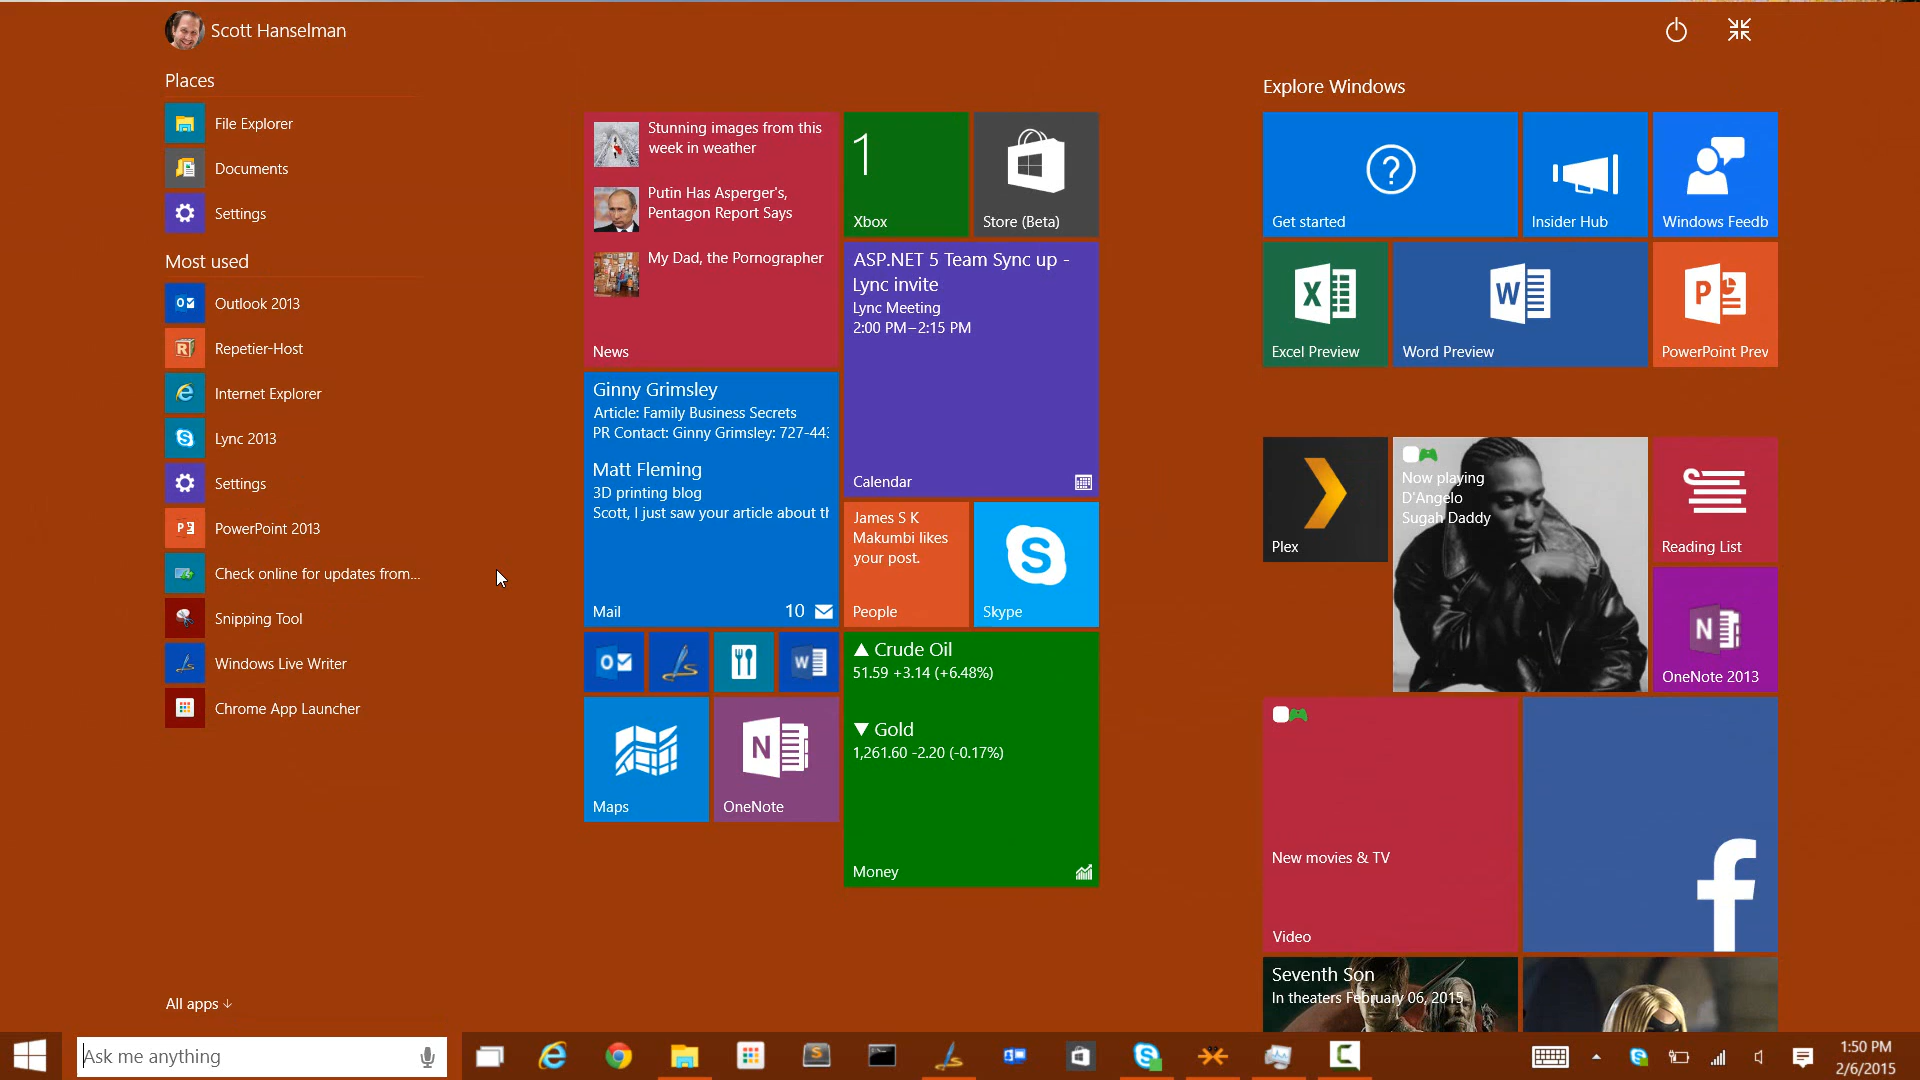 Scott Hanselman
Places
File Explorer
Documents
Settings
Most used
Outlook 2013
Repetier-Host
Internet Explorer
Lync 2013
Settings
PowerPoint 2013
Check online for updates from...
Snipping Tool
Windows Live Writer
Chrome App Launcher
All apps
Stunning images from this
week in weather
Putin Has Asperger's,
Pentagon Report Says
My Dad, the Pornographer
News
1
Xbox
Store (Beta)
ASP.NET 5 Team Sync up -
Lync invite
Lync Meeting
2:00 PM–2:15 PM
Calendar
Ginny Grimsley
Article: Family Business Secrets
PR Contact: Ginny Grimsley: 727-443
Matt Fleming
3D printing blog
Scott, I just saw your article about th
Mail
10
James S K
Makumbi likes
your post.
People
Skype
Crude Oil
51.59 +3.14 (+6.48%)
Gold
1,261.60 -2.20 (-0.17%)
Money
Maps
OneNote
Explore Windows
Get started
Insider Hub
Windows Feedb
Excel Preview
Word Preview
PowerPoint Prev
Plex
Now playing
D'Angelo
Sugah Daddy
Reading List
OneNote 2013
New movies & TV
Video
Seventh Son
In theaters February 06, 2015
Ask me anything
1:50 PM
2/6/2015